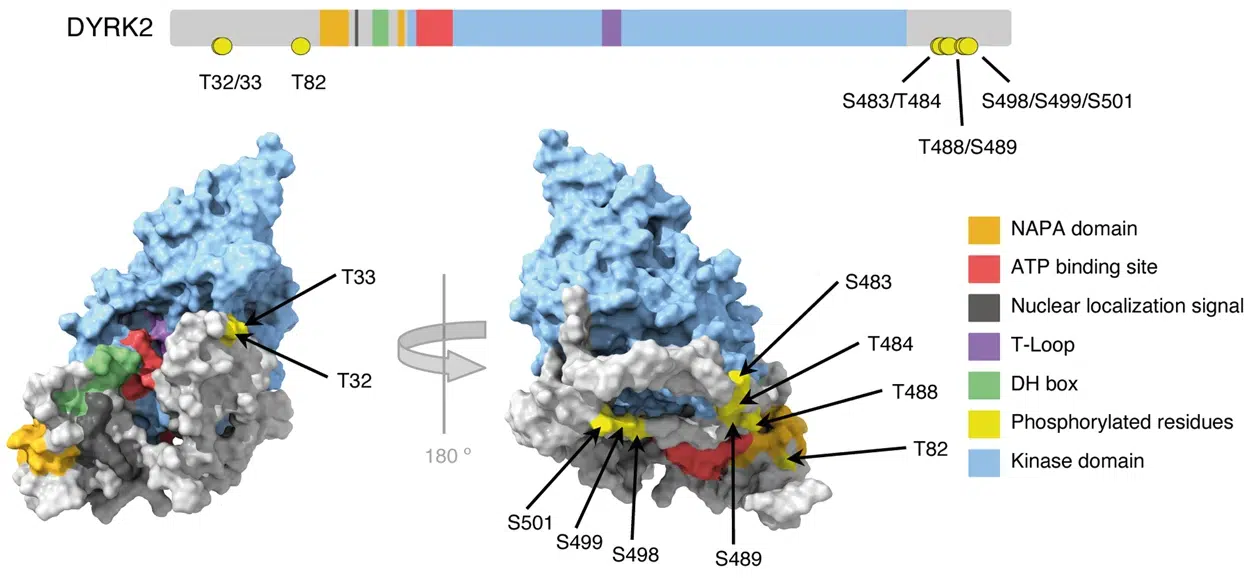 DYRK2
T32/33
T82
S483/T484
S498/S499/S501
T488/S489
T33
T32
180 º
S483
T484
T488
T82
S501
S499
S498
S489
NAPA domain
ATP binding site
Nuclear localization signal
T-Loop
DH box
Phosphorylated residues
Kinase domain